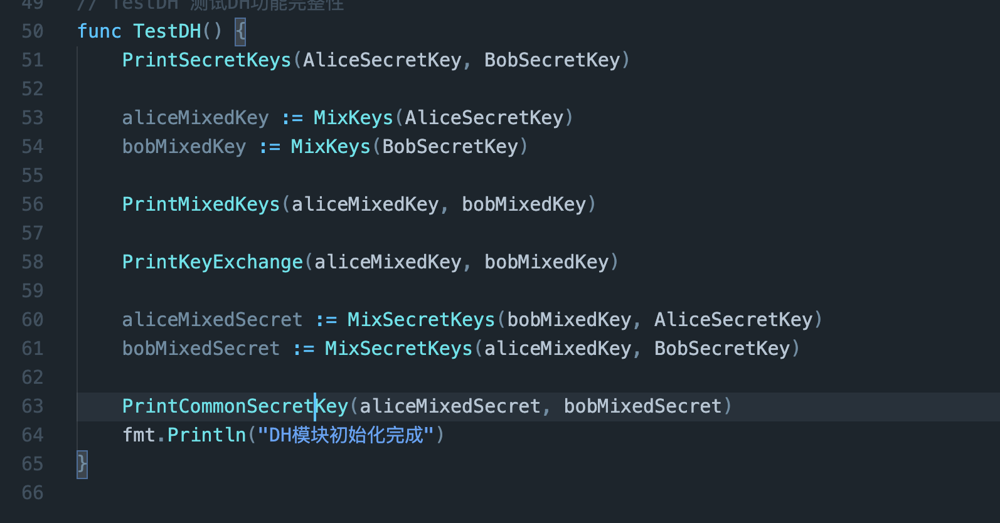 49 // TestDH 测试DH功能完整性
50 func TestDH() {
51 PrintSecretKeys(AliceSecretKey, BobSecretKey)
52
53 aliceMixedKey := MixKeys(AliceSecretKey)
54 bobMixedKey := MixKeys(BobSecretKey)
55
56 PrintMixedKeys(aliceMixedKey, bobMixedKey)
57
58 PrintKeyExchange(aliceMixedKey, bobMixedKey)
59
60 aliceMixedSecret := MixSecretKeys(bobMixedKey, AliceSecretKey)
61 bobMixedSecret := MixSecretKeys(aliceMixedKey, BobSecretKey)
62
63 PrintCommonSecretKey(aliceMixedSecret, bobMixedSecret)
64 fmt.Println("DH模块初始化完成")
65 }
66